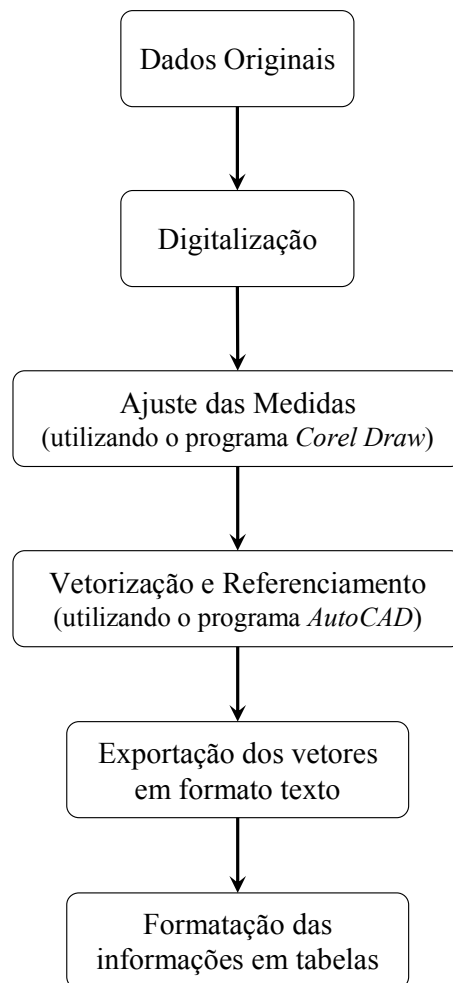 Dados Originais
Digitalização
Ajuste das Medidas
(utilizando o programa Corel Draw)
Vetorização e Referenciamento
(utilizando o programa AutoCAD)
Exportação dos vetores
em formato texto
Formatação das
informações em tabelas